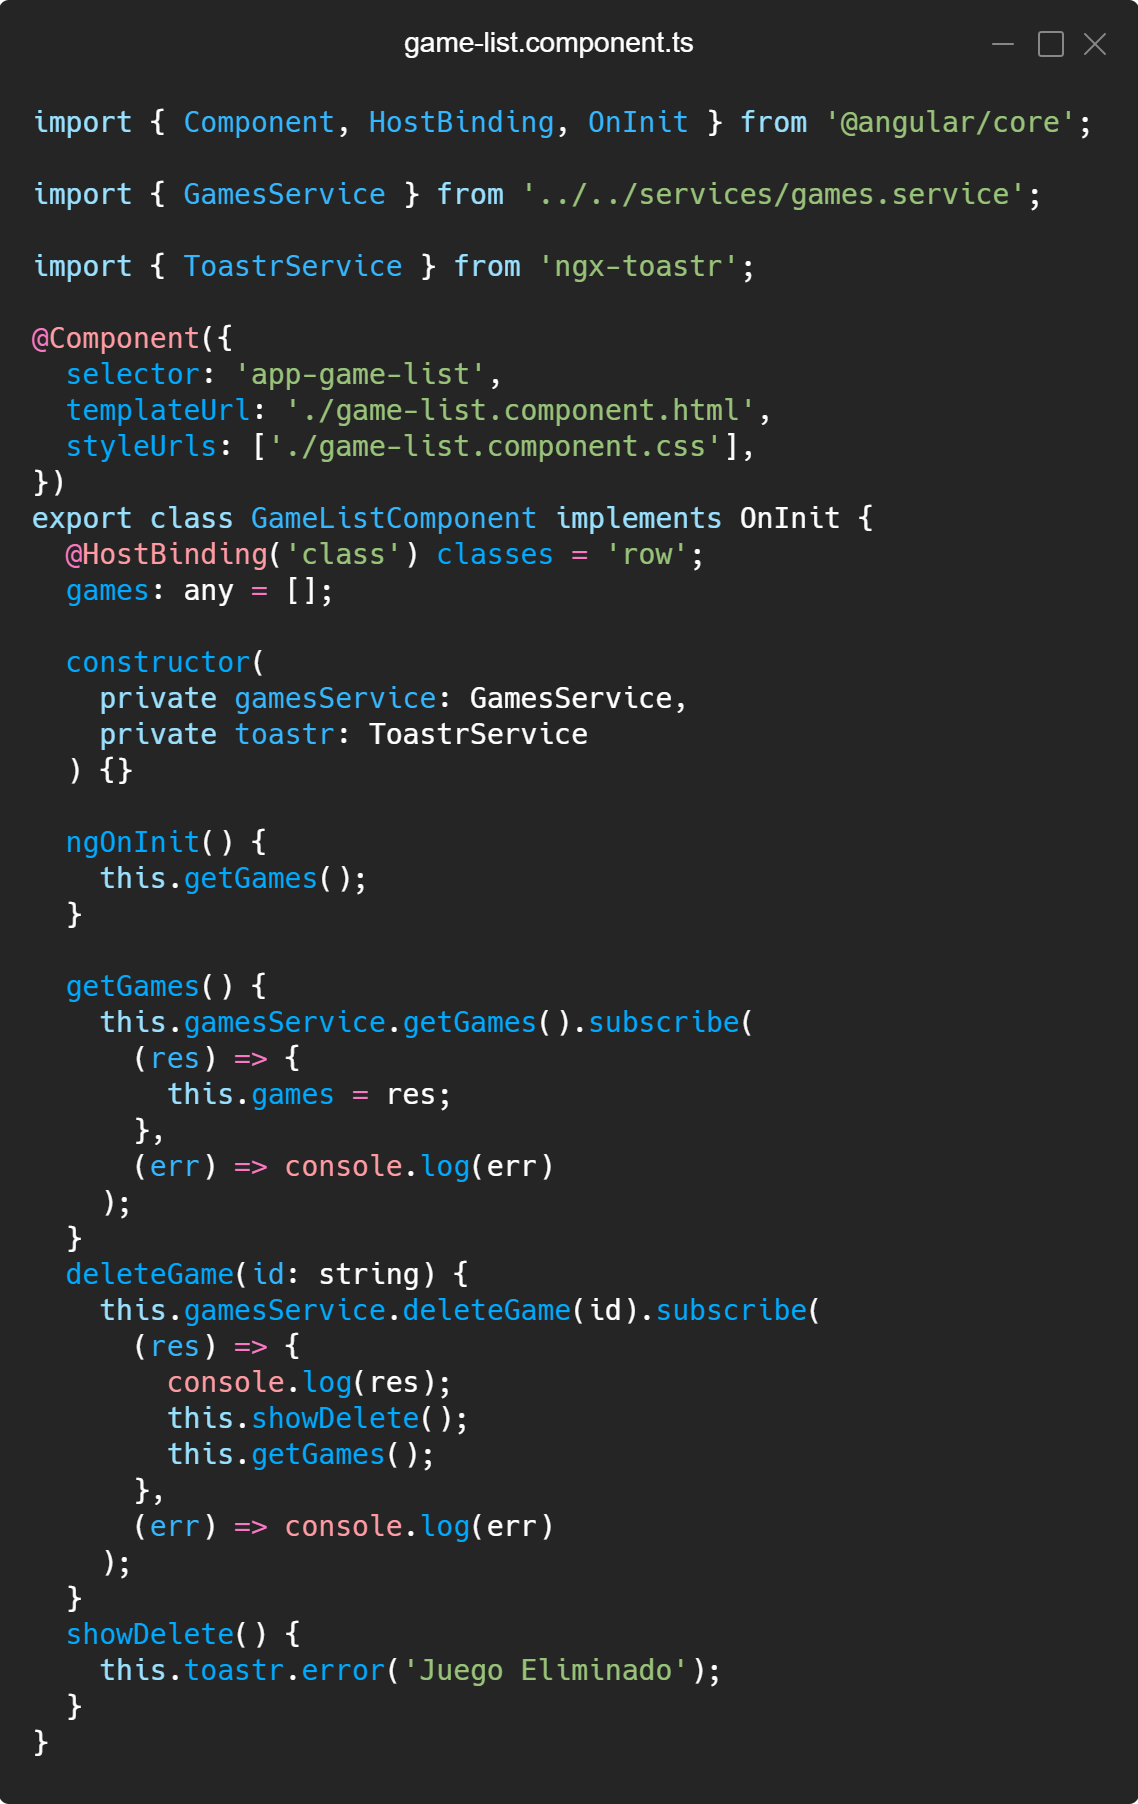 game-list.component.ts
import { Component, HostBinding, OnInit } from '@angular/core';
import { GamesService } from '../../services/games.service';
import { ToastrService } from 'ngx-toastr';
@Component({
  selector: 'app-game-list',
  templateUrl: './game-list.component.html',
  styleUrls: ['./game-list.component.css'],
})
export class GameListComponent implements OnInit {
  @HostBinding('class') classes = 'row';
  games: any = [];
  constructor(
    private gamesService: GamesService,
    private toastr: ToastrService
  ) {}
  ngOnInit() {
    this.getGames();
  }
  getGames() {
    this.gamesService.getGames().subscribe(
      (res) => {
        this.games = res;
      },
      (err) => console.log(err)
    );
  }
  deleteGame(id: string) {
    this.gamesService.deleteGame(id).subscribe(
      (res) => {
        console.log(res);
        this.showDelete();
        this.getGames();
      },
      (err) => console.log(err)
    );
  }
  showDelete() {
    this.toastr.error('Juego Eliminado');
  }
}